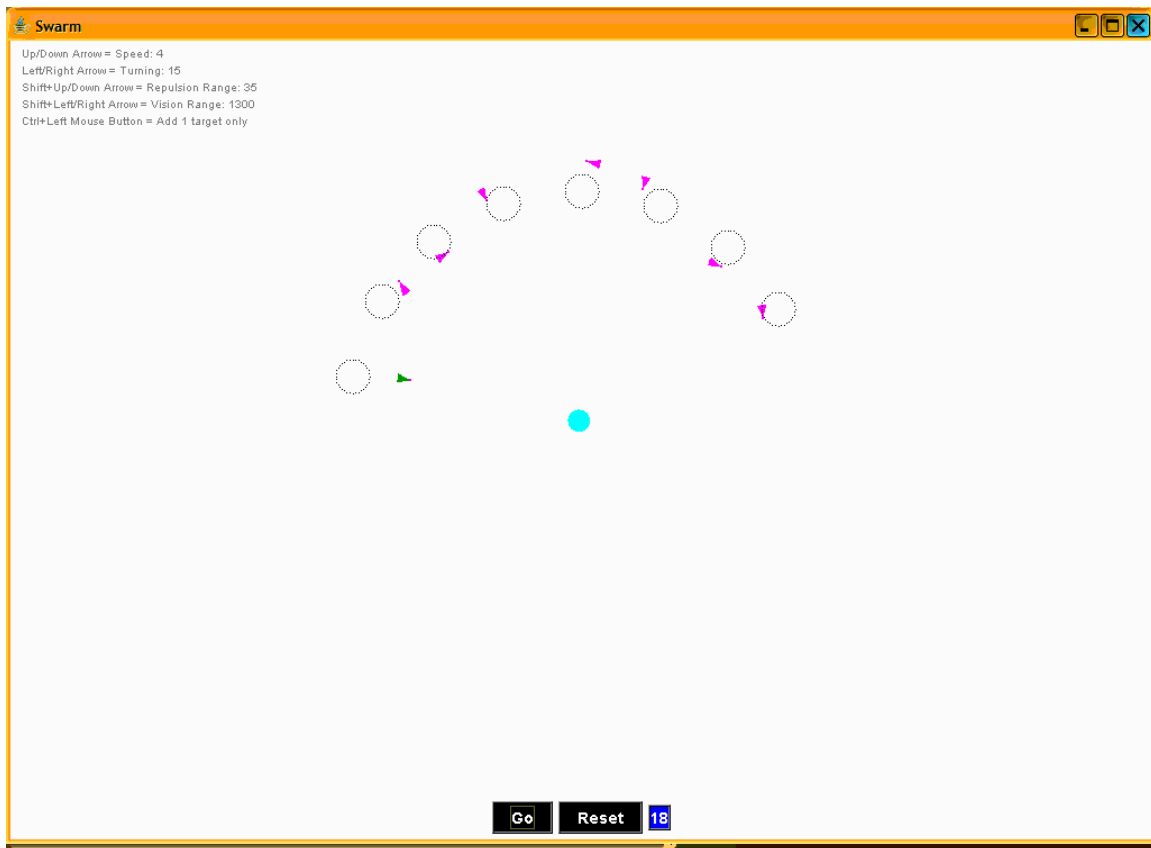 Swarm
Up/Down Arrow = Speed: 4
Left/Right Arrow = Turning: 15
Shift+Up/Down Arrow = Repulsion Range: 35
Shift+Left/Right Arrow = Vision Range: 1300
Ctrl+Left Mouse Button = Add 1 target only
Go Reset 18